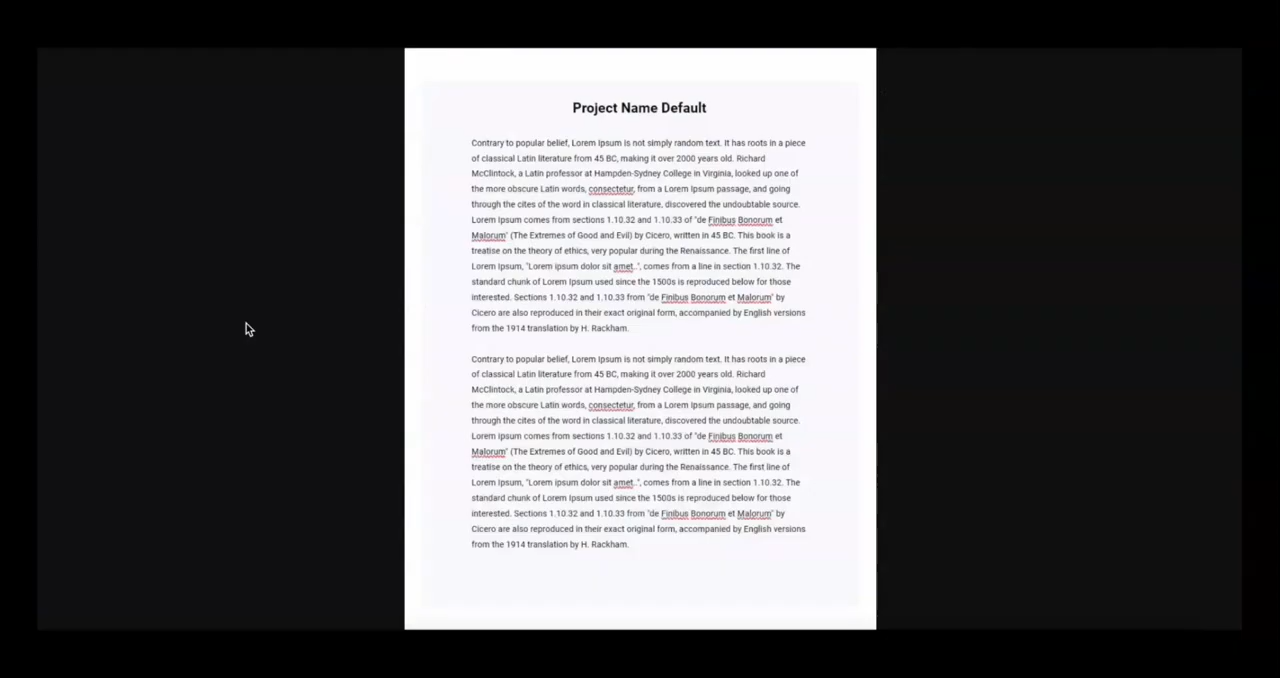 Project Name Default
Contrary to popular belief, Lorem Ipsum is not simply random text. It has roots in a piece
of classical Latin literature from 45 BC, making it over 2000 years old. Richard
McClintock, a Latin professor at Hampden-Sydney College in Virginia, looked up one of
the more obscure Latin words, consectetur, from a Lorem Ipsum passage, and going
through the cites of the word in classical literature, discovered the undoubtable source.
Lorem Ipsum comes from sections 1.10.32 and 1.10.33 of "de Finibus Bonorum et
Malorum" (The Extremes of Good and Evil) by Cicero, written in 45 BC. This book is a
treatise on the theory of ethics, very popular during the Renaissance. The first line of
Lorem Ipsum, "Lorem ipsum dolor sit amet..", comes from a line in section 1.10.32. The
standard chunk of Lorem Ipsum used since the 1500s is reproduced below for those
interested. Sections 1.10.32 and 1.10.33 from "de Finibus Bonorum et Malorum" by
Cicero are also reproduced in their exact original form, accompanied by English versions
from the 1914 translation by H. Rackham.
Contrary to popular belief, Lorem Ipsum is not simply random text. It has roots in a piece
of classical Latin literature from 45 BC, making it over 2000 years old. Richard
McClintock, a Latin professor at Hampden-Sydney College in Virginia, looked up one of
the more obscure Latin words, consectetur, from a Lorem Ipsum passage, and going
through the cites of the word in classical literature, discovered the undoubtable source.
Lorem Ipsum comes from sections 1.10.32 and 1.10.33 of "de Finibus Bonorum et
Malorum" (The Extremes of Good and Evil) by Cicero, written in 45 BC. This book is a
treatise on the theory of ethics, very popular during the Renaissance. The first line of
Lorem Ipsum, "Lorem ipsum dolor sit amet..", comes from a line in section 1.10.32. The
standard chunk of Lorem Ipsum used since the 1500s is reproduced below for those
interested. Sections 1.10.32 and 1.10.33 from "de Finibus Bonorum et Malorum" by
Cicero are also reproduced in their exact original form, accompanied by English versions
from the 1914 translation by H. Rackham.